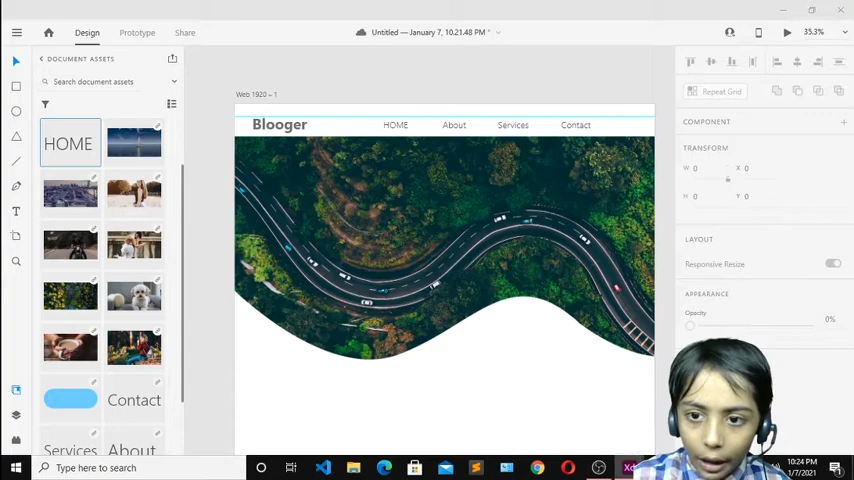 Design
Prototype
Share
Untitled — January 7, 10.21.48 PM*
35.3%
DOCUMENT ASSETS
Search document assets
HOME
Contact
Services
About
Web 1920 – 1
Blooger
HOME
About
Services
Contact
Repeat Grid
COMPONENT
TRANSFORM
W 0
X 0
H 0
Y 0
LAYOUT
Responsive Resize
APPEARANCE
Opacity
0%
Type here to search
Xd
10:24 PM
1/7/2021